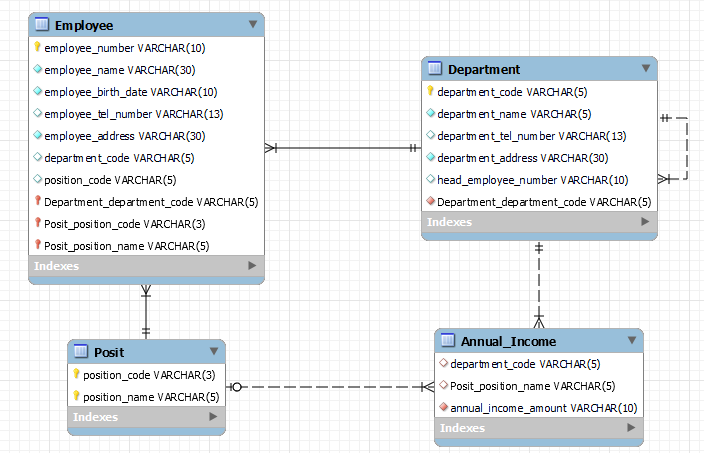 Employee
employee_number VARCHAR(10)
employee_name VARCHAR(30)
employee_birth_date VARCHAR(10)
employee_tel_number VARCHAR(13)
employee_address VARCHAR(30)
department_code VARCHAR(5)
position_code VARCHAR(5)
Department_department_code VARCHAR(5)
Posit_position_code VARCHAR(3)
Posit_position_name VARCHAR(5)
Indexes
Department
department_code VARCHAR(5)
department_name VARCHAR(5)
department_tel_number VARCHAR(13)
department_address VARCHAR(30)
head_employee_number VARCHAR(10)
Department_department_code VARCHAR(5)
Indexes
Posit
position_code VARCHAR(3)
position_name VARCHAR(5)
Indexes
Annual_Income
department_code VARCHAR(5)
Posit_position_name VARCHAR(5)
annual_income_amount VARCHAR(10)
Indexes